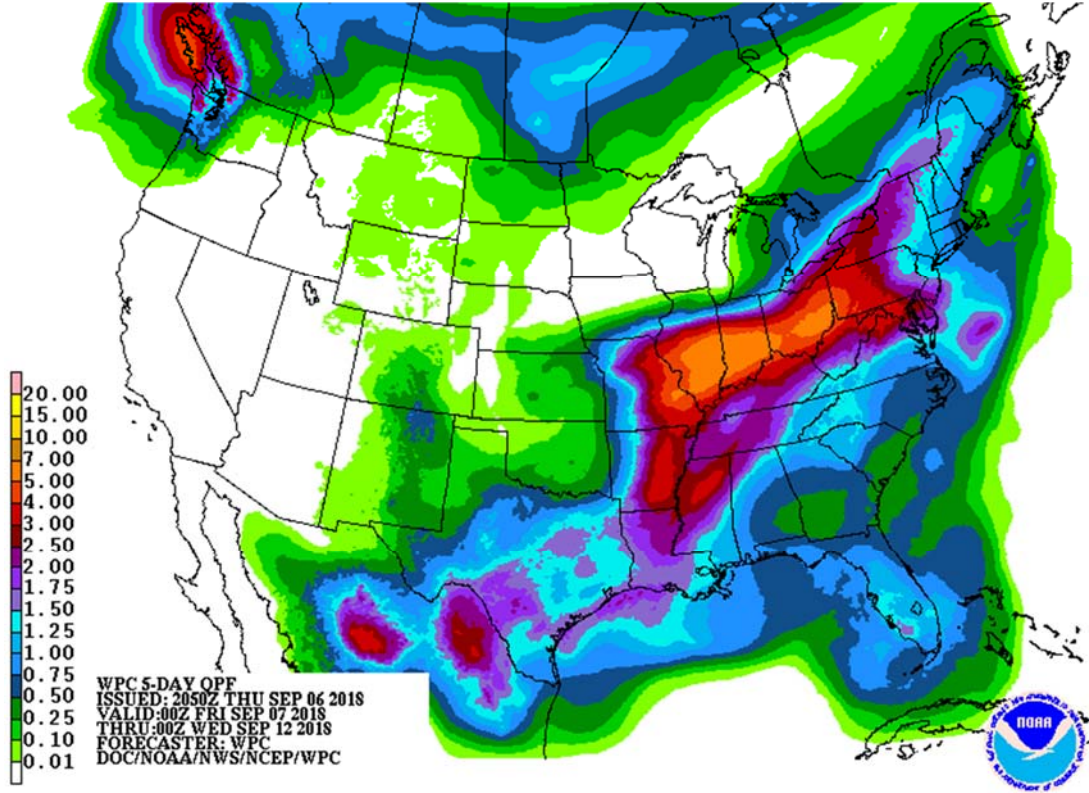 20.00
15.00
10.00
7.00
5.00
4.00
3.00
2.50
2.00
1.75
1.50
1.25
1.00
0.75
0.50
0.25
0.10
0.01
WPC 5-DAY QPF
ISSUED: 2050Z THU SEP 06 2018
VALID:00Z FRI SEP 07 2018
THRU:00Z WED SEP 12 2018
FORECASTER: WPC
DOC/NOAA/NWS/NCEP/WPC
NOAA